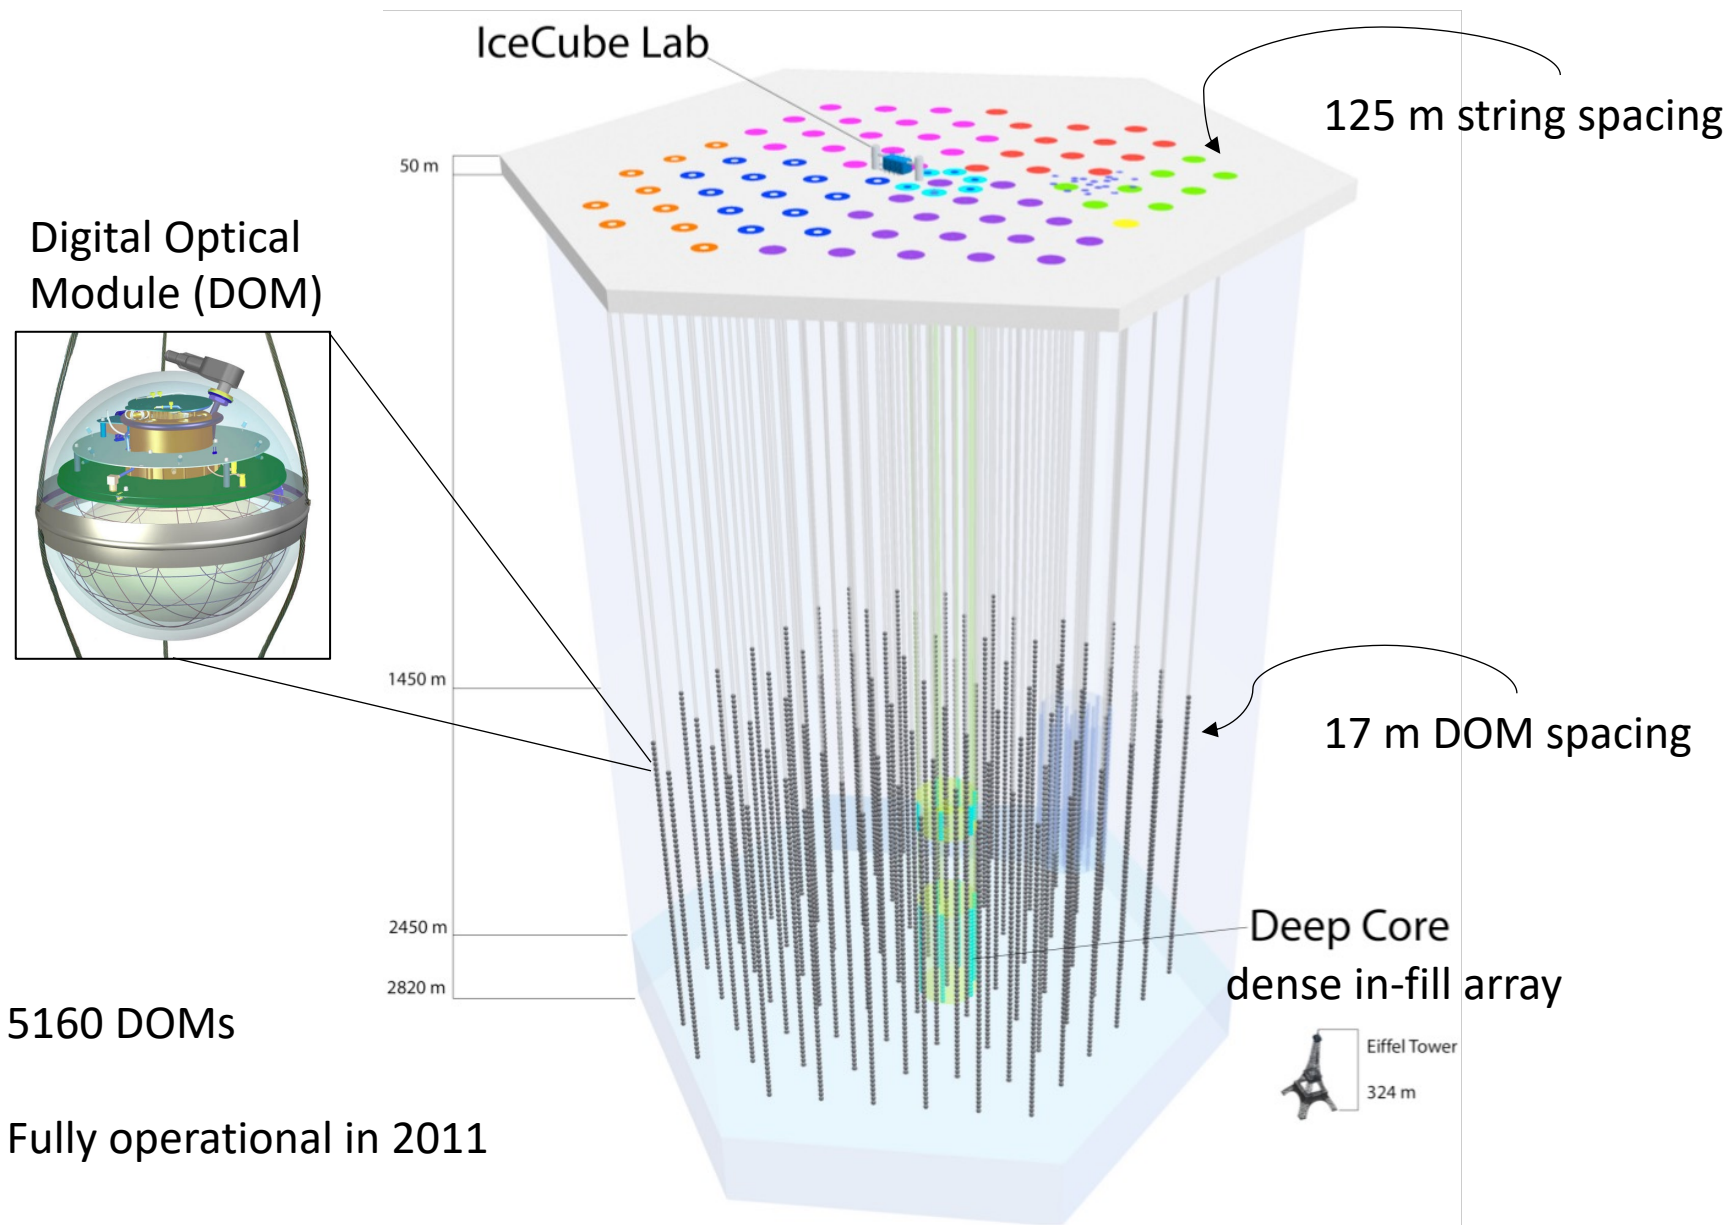 IceCube Lab
125 m string spacing
50 m
Digital Optical
Module (DOM)
1450 m
17 m DOM spacing
2450 m
Deep Core
dense in-fill array
2820 m
5160 DOMs
Eiffel Tower
324 m
Fully operational in 2011